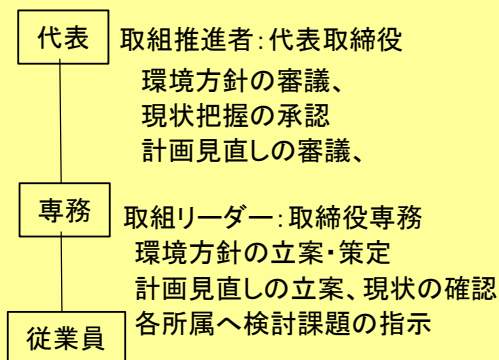 代表
取組推進者:代表取締役
環境方針の審議、
現状把握の承認
計画見直しの審議、
専務
取組リーダー:取締役専務
環境方針の立案・策定
計画見直しの立案、現状の確認
各所属へ検討課題の指示
従業員